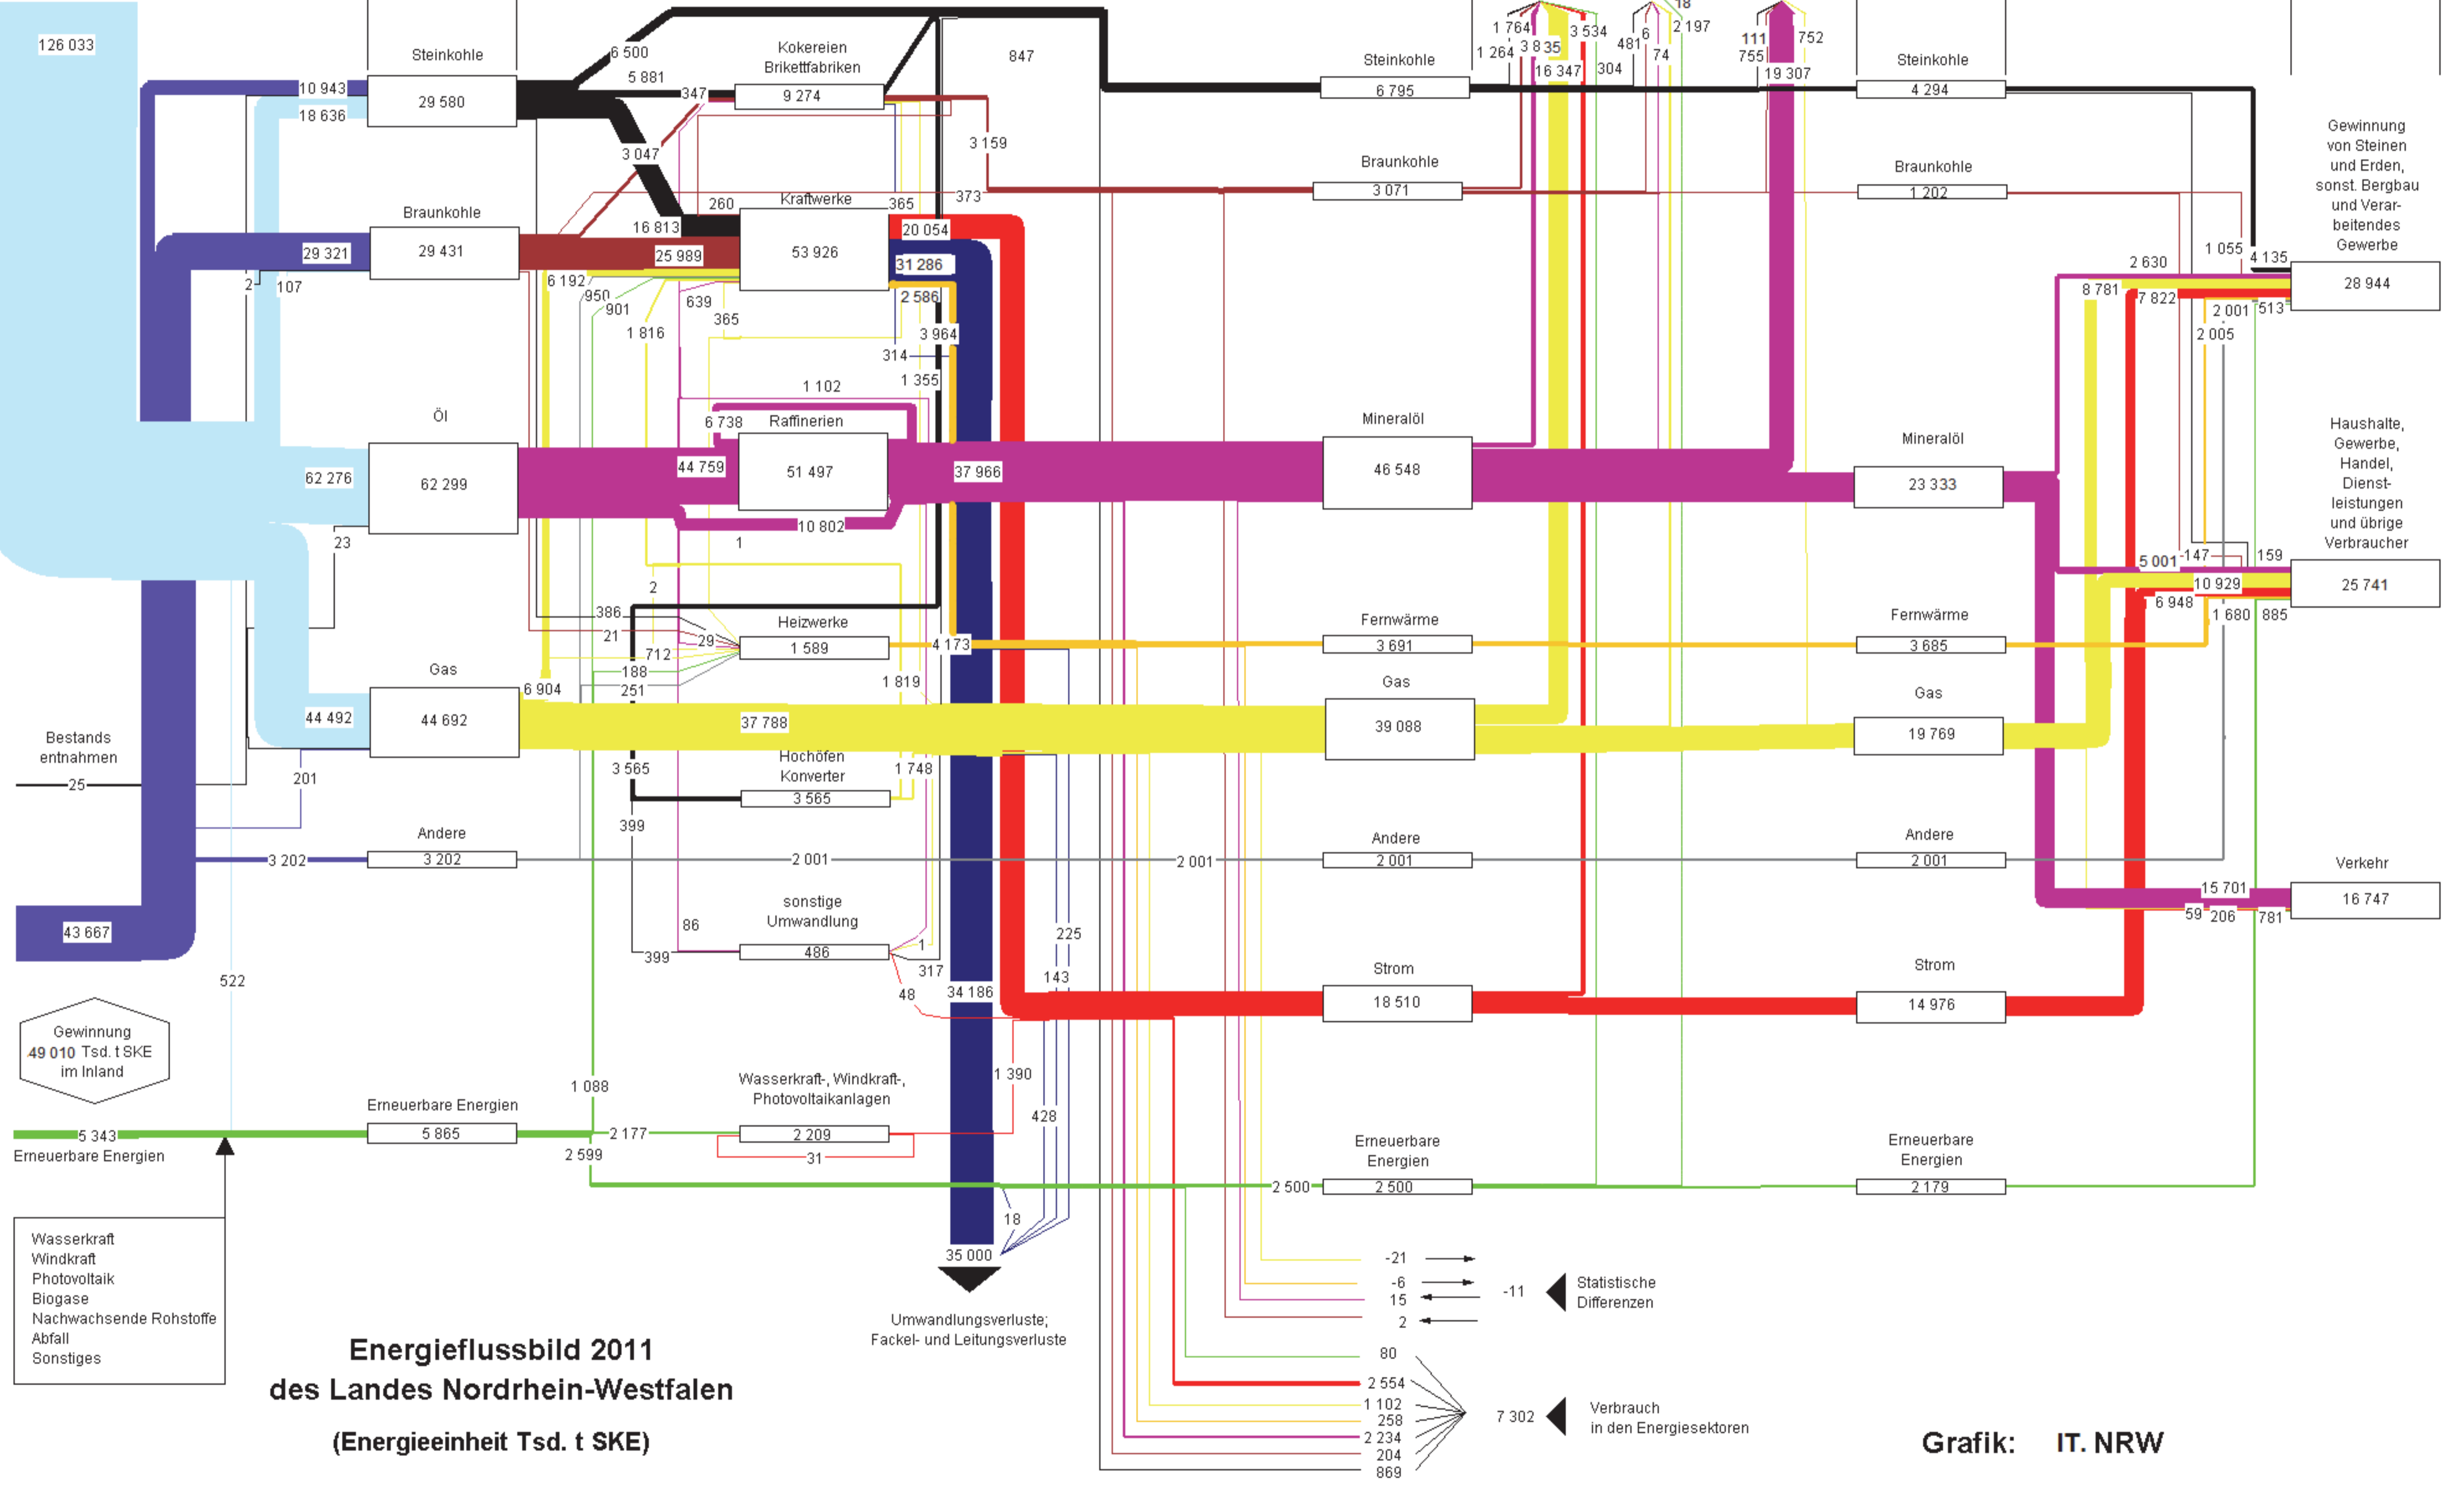 126 033
10 943
18 636
Steinkohle
29 580
6 500
5 881
347
3 047
16 813
Kokereien
Brikettfabriken
9 274
847
3 159
373
Steinkohle
6 795
1 764
1 264
3 835
16 347
3 534
304
481
6
74
18
2 197
111
755
19 307
752
Steinkohle
4 294
Gewinnung
von Steinen
und Erden,
sonst. Bergbau
und Verar-
beitendes
Gewerbe
28 944
29 321
2
107
Braunkohle
29 431
25 989
6 192
950
901
1 816
639
365
260
Kraftwerke
53 926
365
20 054
31 286
2 586
3 964
314
1 355
Braunkohle
3 071
Braunkohle
1 202
1 055
4 135
2 630
8 781
7 822
2 001
513
2 005
62 276
23
Öl
62 299
44 759
6 738
1 102
Raffinerien
51 497
10 802
1
37 966
Mineralöl
46 548
Mineralöl
23 333
Haushalte,
Gewerbe,
Handel,
Dienst-
leistungen
und übrige
Verbraucher
25 741
5 001
147
159
10 929
6 948
1 680
885
2
386
21
29
712
188
251
Heizwerke
1 589
4 173
1 819
Fernwärme
3 691
Fernwärme
3 685
44 492
201
Gas
44 692
6 904
37 788
Gas
39 088
Gas
19 769
Bestands
entnahmen
25
3 565
399
Hochöfen
Konverter
3 565
1 748
3 202
Andere
3 202
2 001
2 001
Andere
2 001
Andere
2 001
Verkehr
16 747
15 701
59
206
781
43 667
522
86
399
sonstige
Umwandlung
486
1
317
48
34 186
143
225
Strom
18 510
Strom
14 976
Gewinnung
49 010 Tsd. t SKE
im Inland
5 343
Erneuerbare Energien
Erneuerbare Energien
5 865
1 088
2 177
2 599
Wasserkraft-, Windkraft-,
Photovoltaikanlagen
2 209
31
1 390
428
18
2 500
Erneuerbare
Energien
2 500
Erneuerbare
Energien
2 179
Wasserkraft
Windkraft
Photovoltaik
Biogase
Nachwachsende Rohstoffe
Abfall
Sonstiges
35 000
Umwandlungsverluste;
Fackel- und Leitungsverluste
-21
-6
15
2
-11
Statistische
Differenzen
80
2 554
1 102
258
2 234
204
869
7 302
Verbrauch
in den Energiesektoren
Energieflussbild 2011
des Landes Nordrhein-Westfalen
(Energieeinheit Tsd. t SKE)
Grafik: IT. NRW